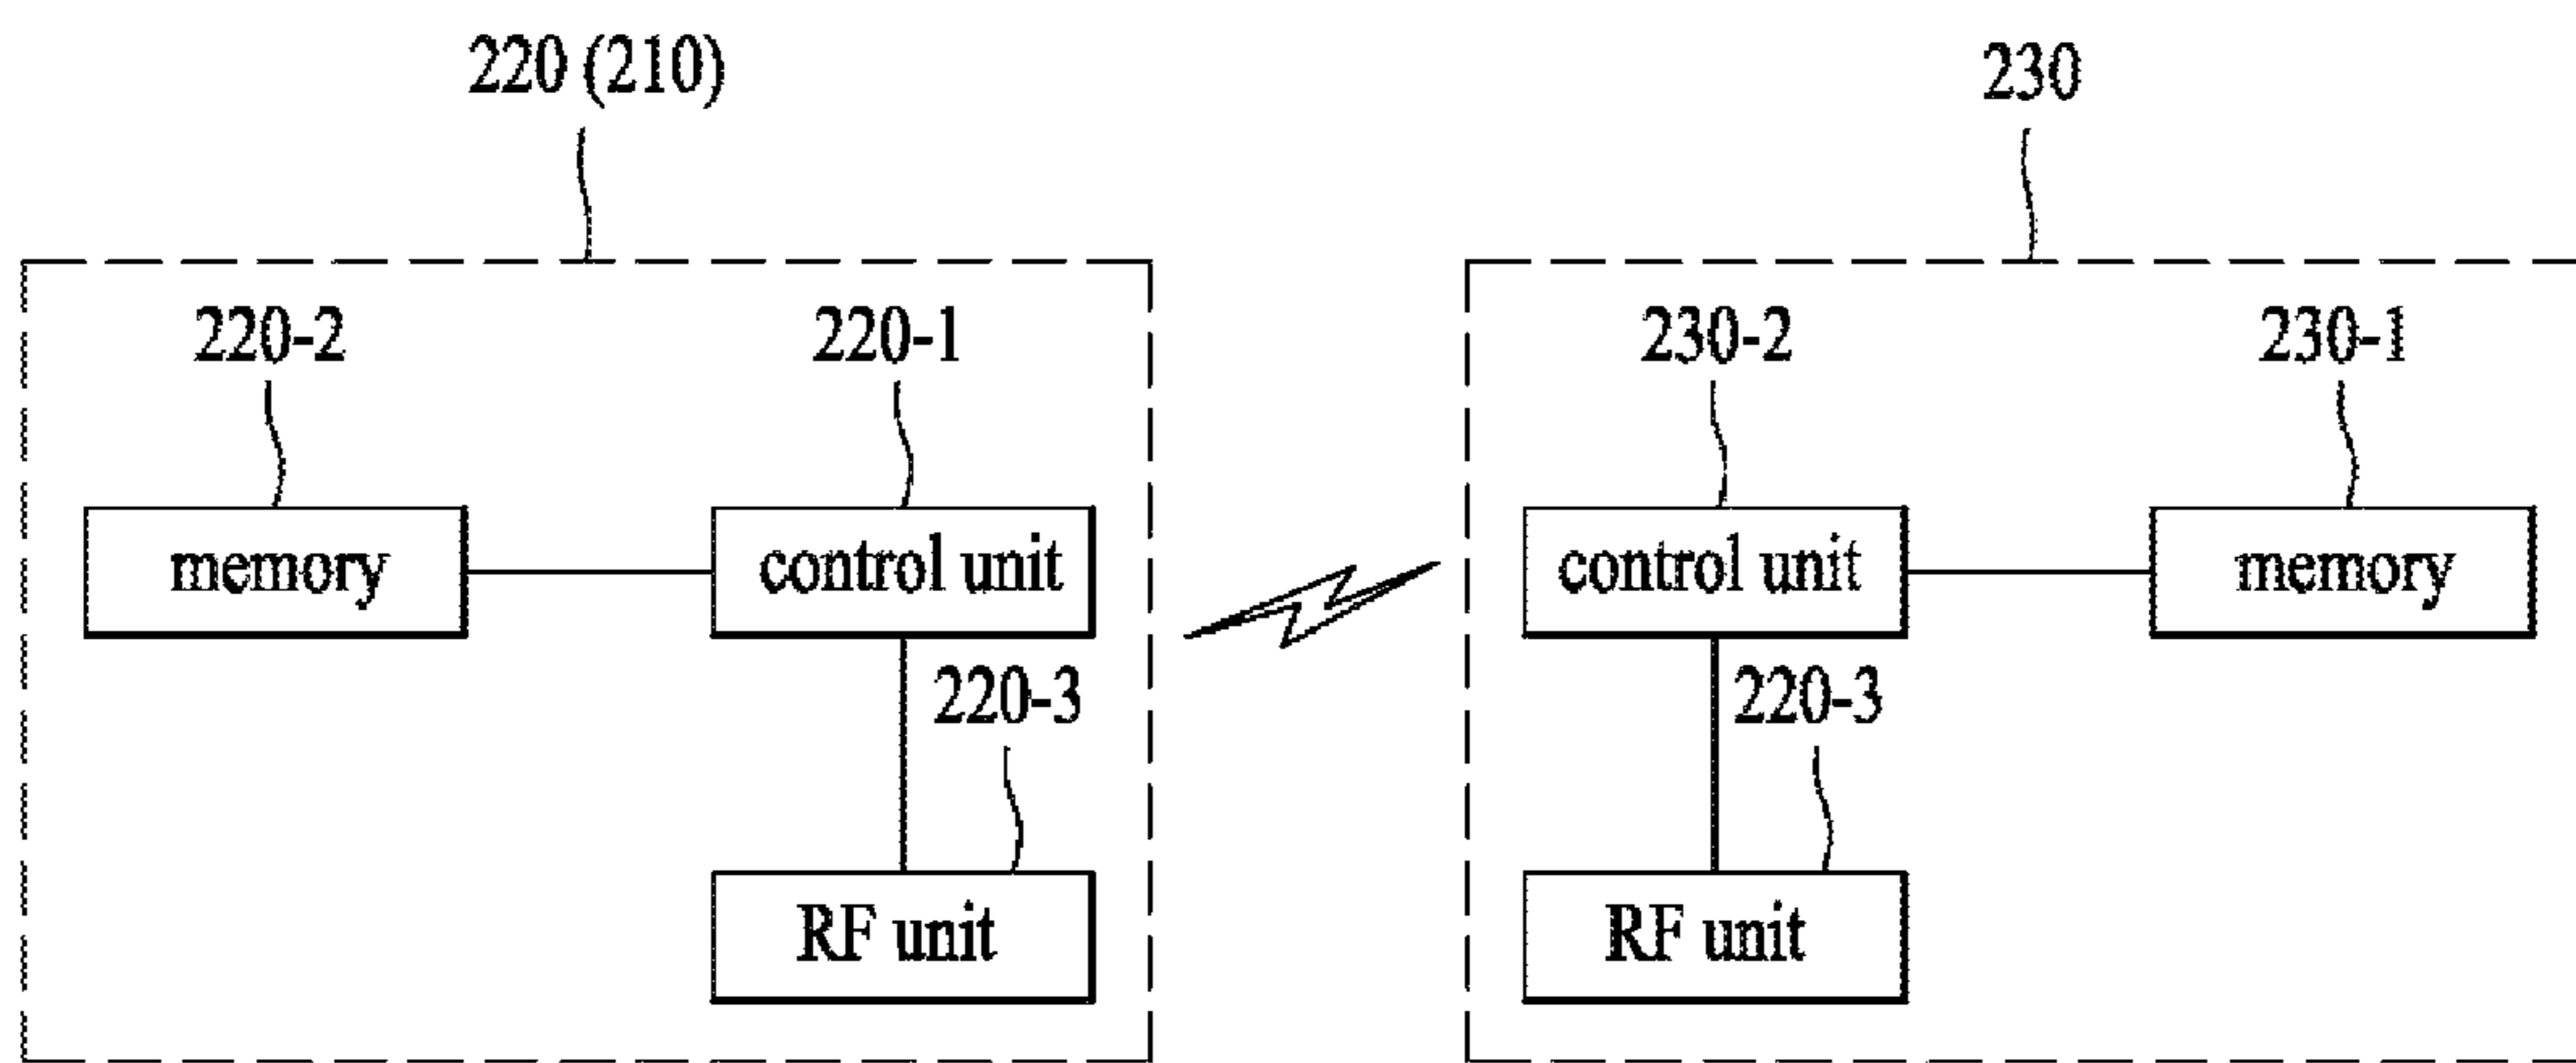 220 (210)
230
220-2
220-1
230-2
230-1
memory
control unit
control unit
memory
220-3
220-3
RF unit
RF unit